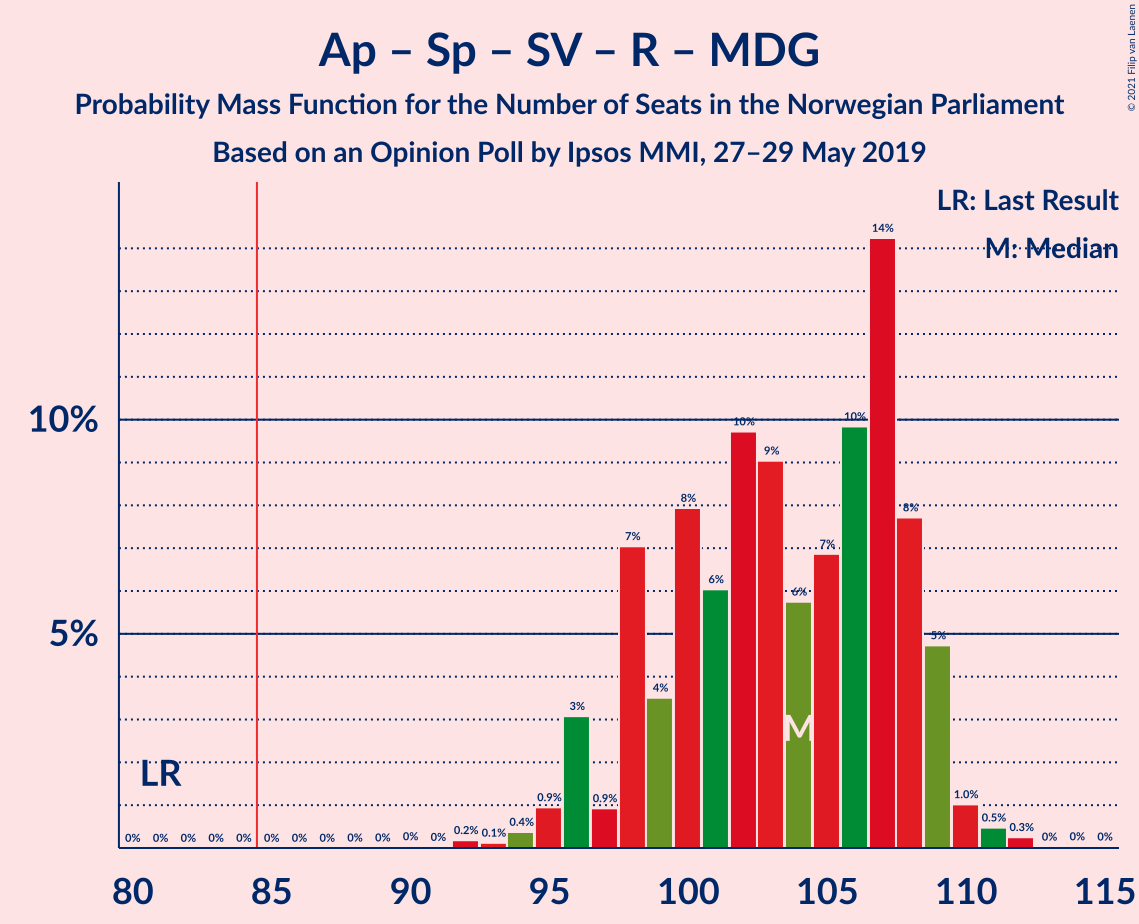 Ap – Sp – SV – R – MDG
Probability Mass Function for the Number of Seats in the Norwegian Parliament
Based on an Opinion Poll by Ipsos MMI, 27–29 May 2019
© 2021 Filip van Laenen
LR: Last Result
M: Median
10%
5%
LR
M
0% 0% 0% 0% 0% 0% 0% 0% 0% 0% 0% 0% 0.2% 0.1% 0.4% 0.9% 3% 0.9% 7% 4% 8% 6% 10% 9% 6% 7% 10% 14% 8% 5% 1.0% 0.5% 0.3% 0% 0% 0%
80 85 90 95 100 105 110 115